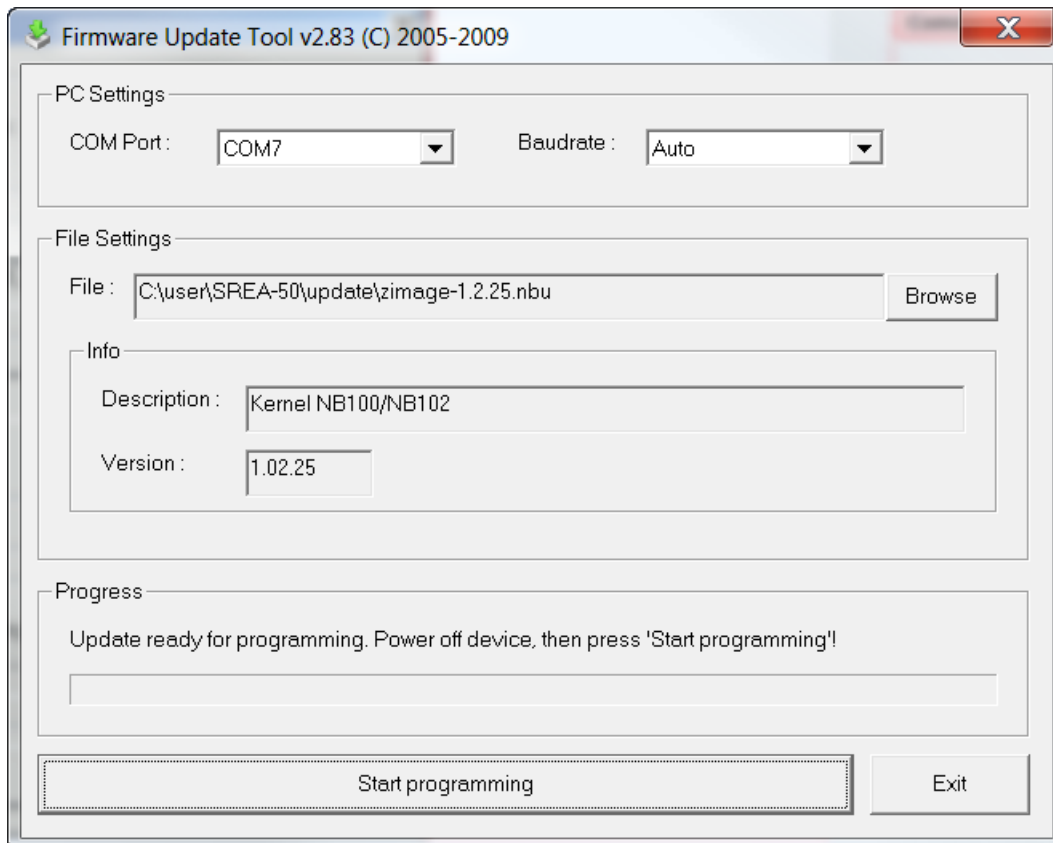 Firmware Update Tool v2.83 (C) 2005-2009
PC Settings
COM Port : COM7 Baudrate : Auto
File Settings
File : C:\user\SREA-50\update\zimage-1.2.25.nbu Browse
Info
Description : Kernel NB100/NB102
Version : 1.02.25
Progress
Update ready for programming. Power off device, then press 'Start programming'!
Start programming Exit